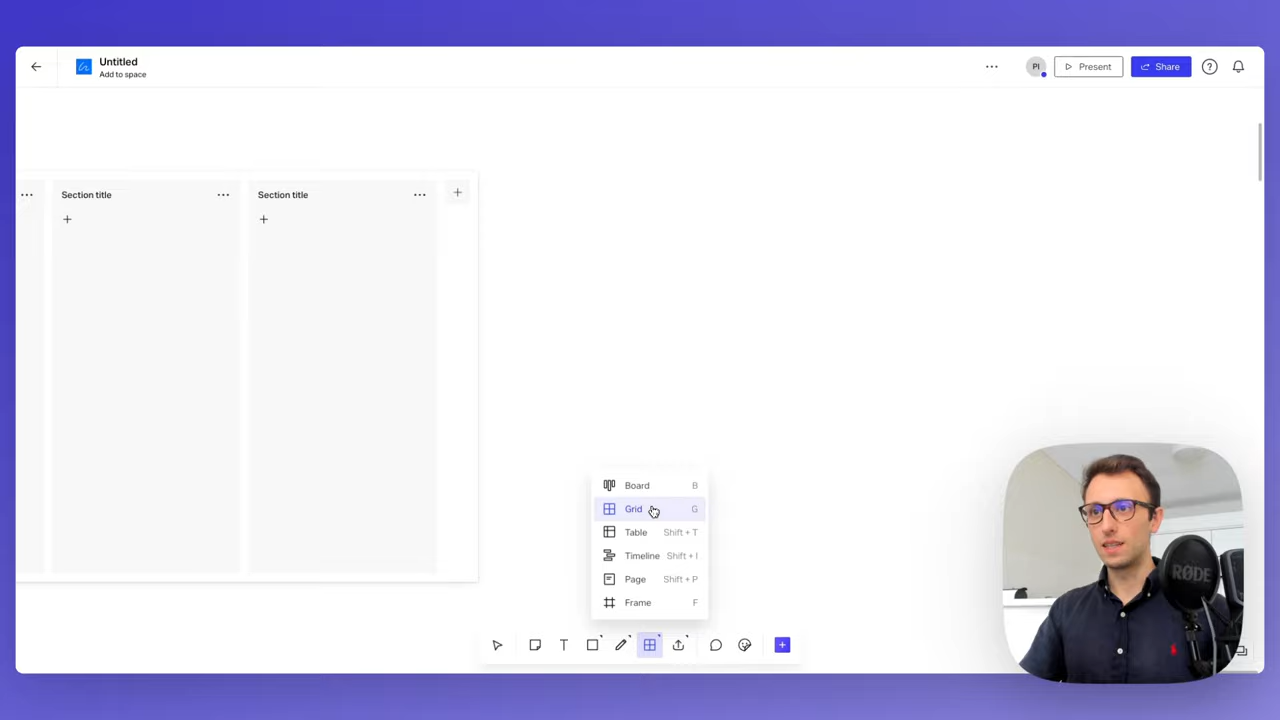 Untitled
Add to space
PI
Present
Share
Section title
Section title
Board B
Grid G
Table Shift + T
Timeline Shift + I
Page Shift + P
Frame F
T
RØDE